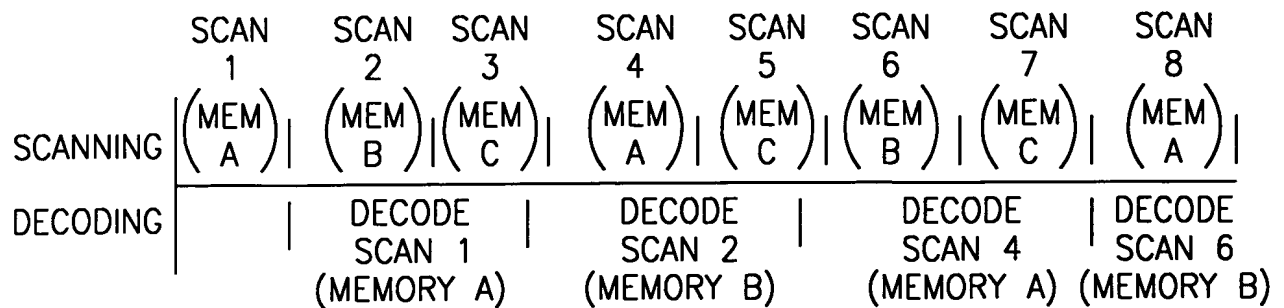 SCAN SCAN SCAN SCAN SCAN SCAN SCAN SCAN
1 2 3 4 5 6 7 8
(MEM (MEM (MEM (MEM (MEM (MEM (MEM (MEM
SCANNING A) B) C) A) C) B) C) A)
DECODING DECODE DECODE DECODE DECODE
SCAN 1 SCAN 2 SCAN 4 SCAN 6
(MEMORY A) (MEMORY B) (MEMORY A) (MEMORY B)